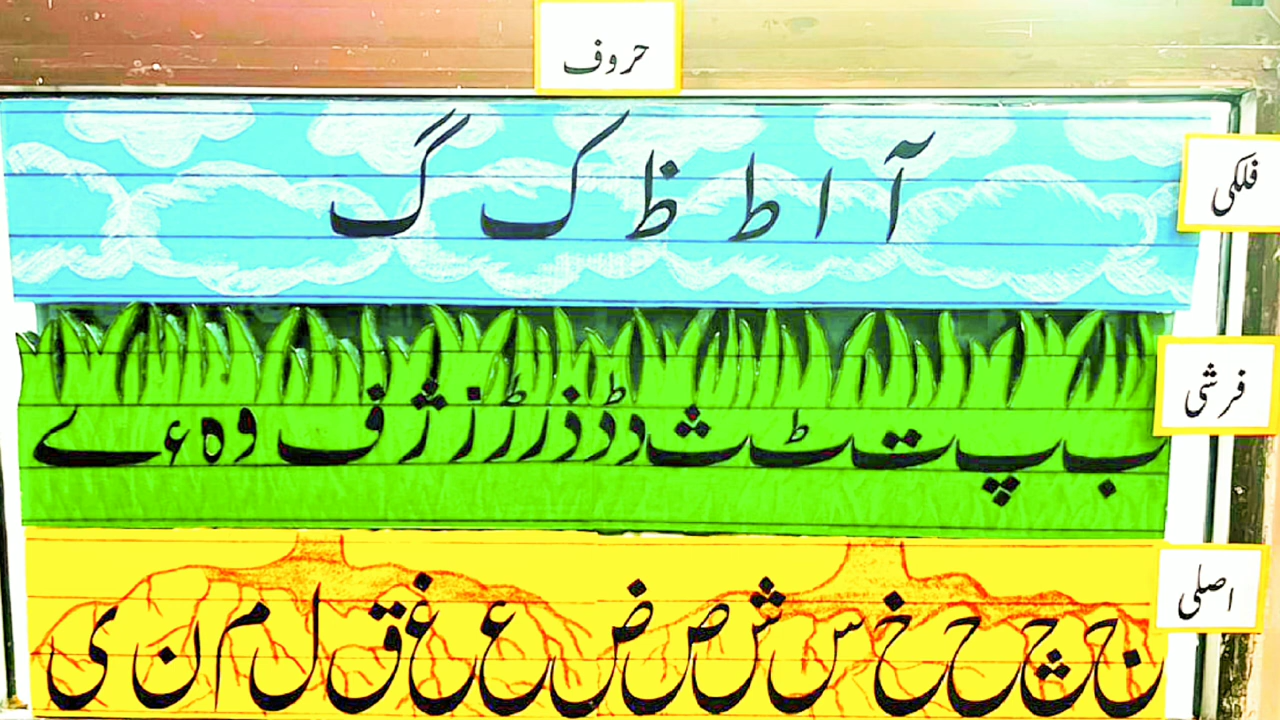 حروف
فلکی
آ ا ط ظ ک گ
فرشی
ب پ ت ٹ ث د ڈ ذ ر ڑ ز ژ ف و ہ ء ے
اصلی
ج چ ح خ س ش ص ض ع غ ق ل م ن ی